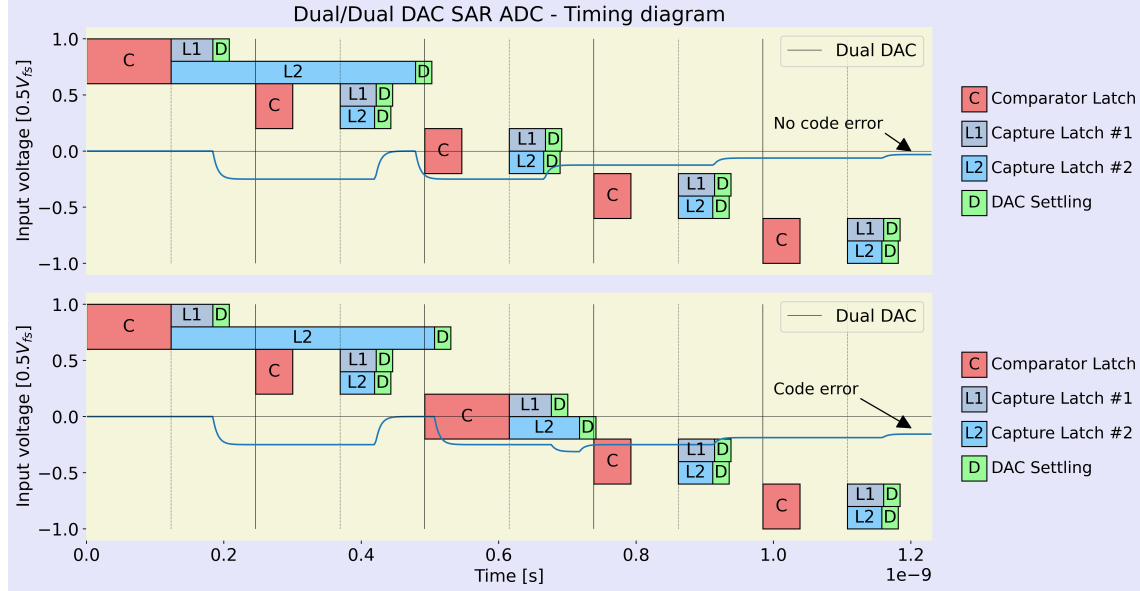 Dual/Dual DAC SAR ADC - Timing diagram
Input voltage [0.5V_fs]
1.0
0.5
0.0
−0.5
−1.0
C
L1 D
L2 D
C
L1 D
L2 D
C
L1 D
L2 D
C
L1 D
L2 D
C
L1 D
L2 D
Dual DAC
No code error
C Comparator Latch
L1 Capture Latch #1
L2 Capture Latch #2
D DAC Settling
Input voltage [0.5V_fs]
1.0
0.5
0.0
−0.5
−1.0
C
L1 D
L2 D
C
L1 D
L2 D
C
L1 D
L2 D
C
L1 D
L2 D
C
L1 D
L2 D
Dual DAC
Code error
C Comparator Latch
L1 Capture Latch #1
L2 Capture Latch #2
D DAC Settling
0.0 0.2 0.4 0.6 0.8 1.0 1.2
Time [s]
1e−9